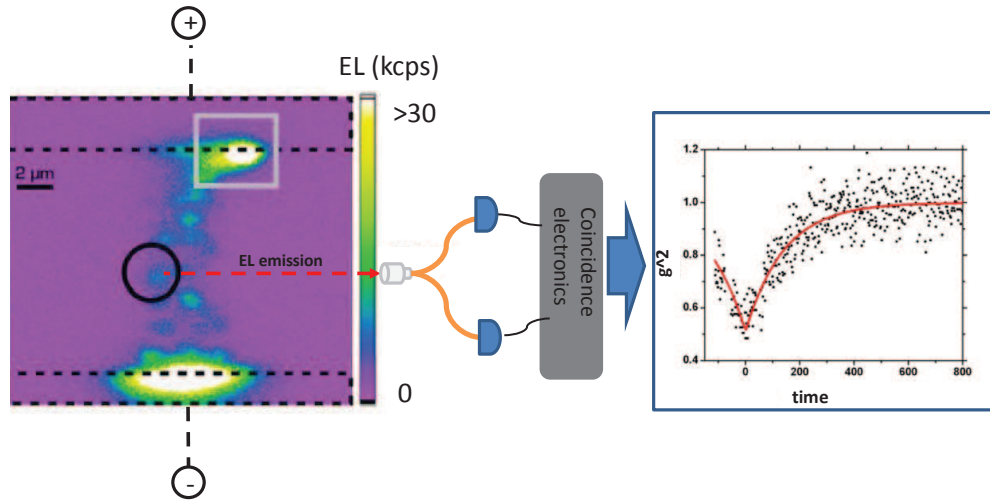 +
EL (kcps)
>30
2 μm
EL emission
0
-
Coincidence
electronics
g^2
1.2
1.0
0.8
0.6
0.4
0
200
400
600
800
time